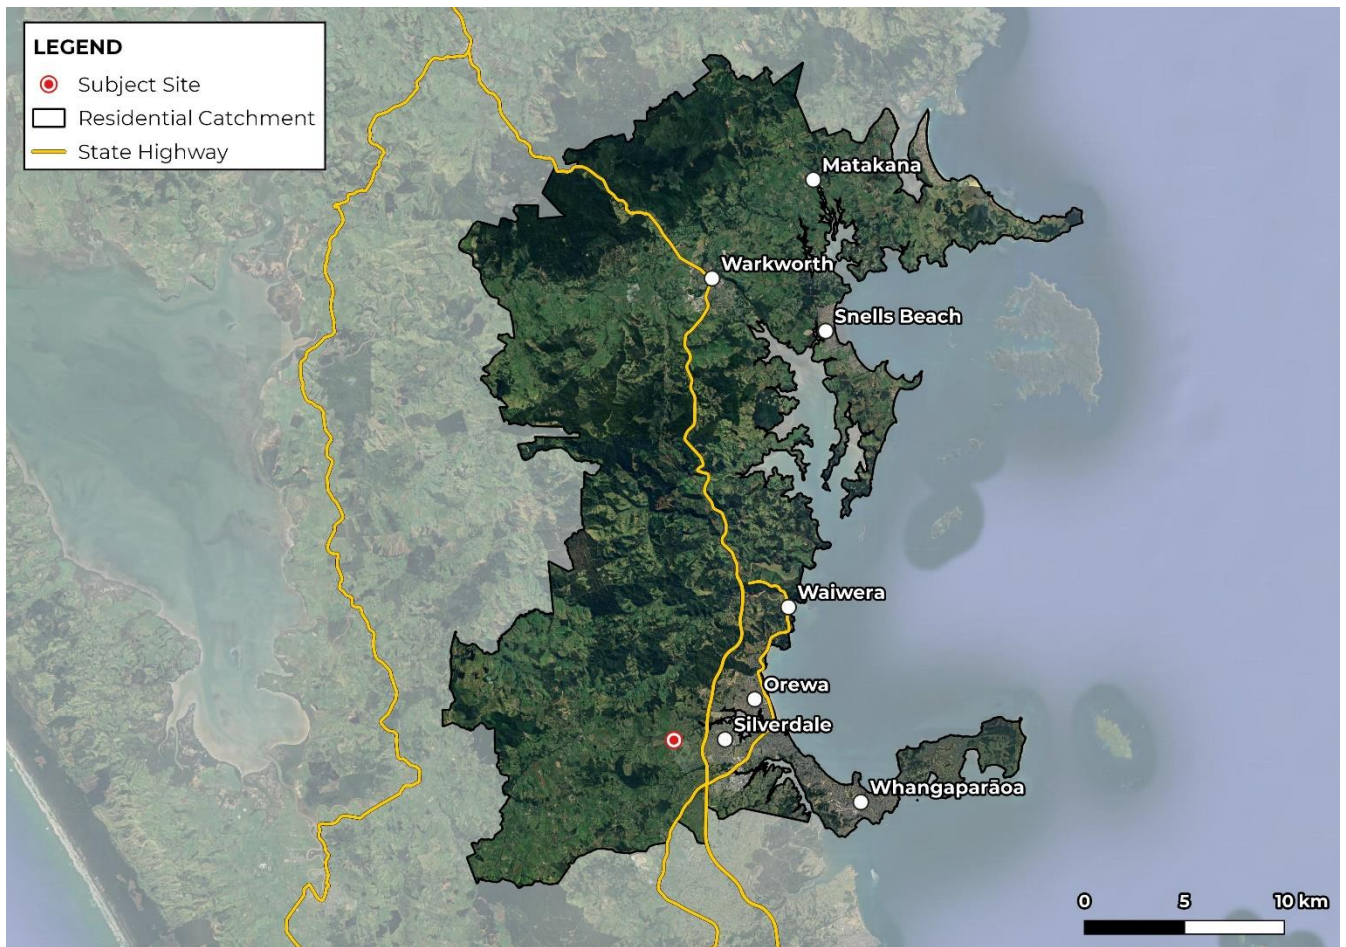 LEGEND
Subject Site
Residential Catchment
State Highway
Matakana
Warkworth
Snells Beach
Waiwera
Orewa
Silverdale
Whangaparāoa
0 5 10 km